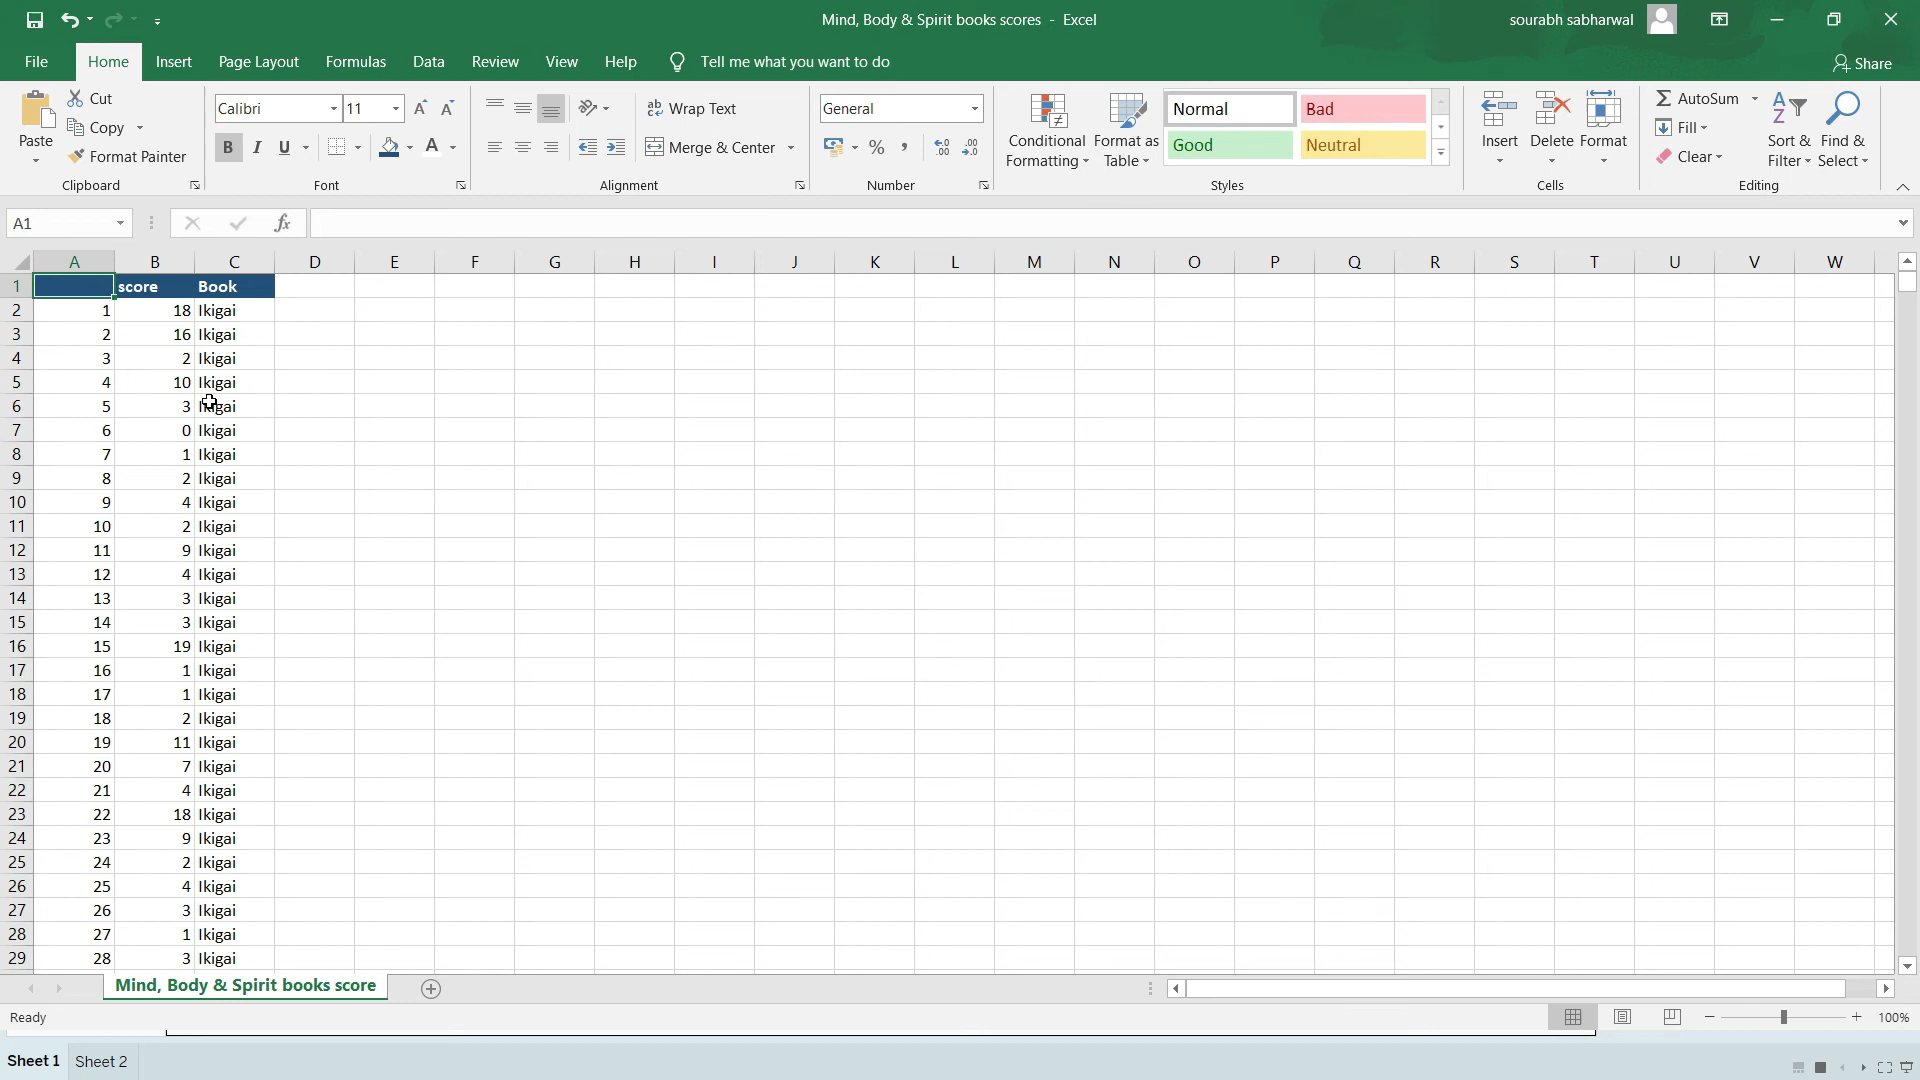 Mind, Body & Spirit books scores - Excel
sourabh sabharwal
File Home Insert Page Layout Formulas Data Review View Help Tell me what you want to do
Share
Paste
Cut
Copy
Format Painter
Clipboard
Calibri 11 A A
B I U A
Font
ab Wrap Text
Merge & Center
Alignment
General
% , .00 .0
Number
Conditional Formatting
Format as Table
Normal Bad
Good Neutral
Styles
Insert Delete Format
Cells
AutoSum
Fill
Clear
Sort & Filter
Find & Select
Editing
A1 fx
A B C D E F G H I J K L M N O P Q R S T U V W
1 score Book
2 1 18 Ikigai
3 2 16 Ikigai
4 3 2 Ikigai
5 4 10 Ikigai
6 5 3 Ikigai
7 6 0 Ikigai
8 7 1 Ikigai
9 8 2 Ikigai
10 9 4 Ikigai
11 10 2 Ikigai
12 11 9 Ikigai
13 12 4 Ikigai
14 13 3 Ikigai
15 14 3 Ikigai
16 15 19 Ikigai
17 16 1 Ikigai
18 17 1 Ikigai
19 18 2 Ikigai
20 19 11 Ikigai
21 20 7 Ikigai
22 21 4 Ikigai
23 22 18 Ikigai
24 23 9 Ikigai
25 24 2 Ikigai
26 25 4 Ikigai
27 26 3 Ikigai
28 27 1 Ikigai
29 28 3 Ikigai
Mind, Body & Spirit books score
Ready
100%
Sheet 1 Sheet 2